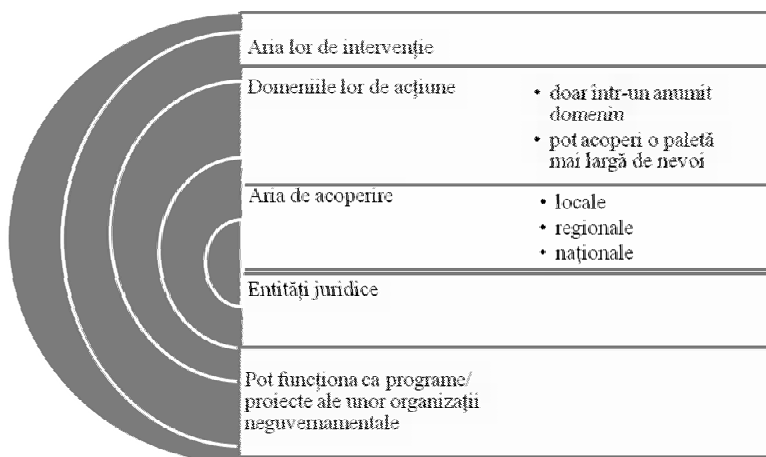 Aria lor de intervenție
Domeniile lor de acțiune
• doar într-un anumit
domeniu
• pot acoperi o paletă
mai largă de nevoi
Aria de acoperire
• locale
• regionale
• naționale
Entități juridice
Pot funcționa ca programe/
proiecte ale unor organizații
neguvernamentale